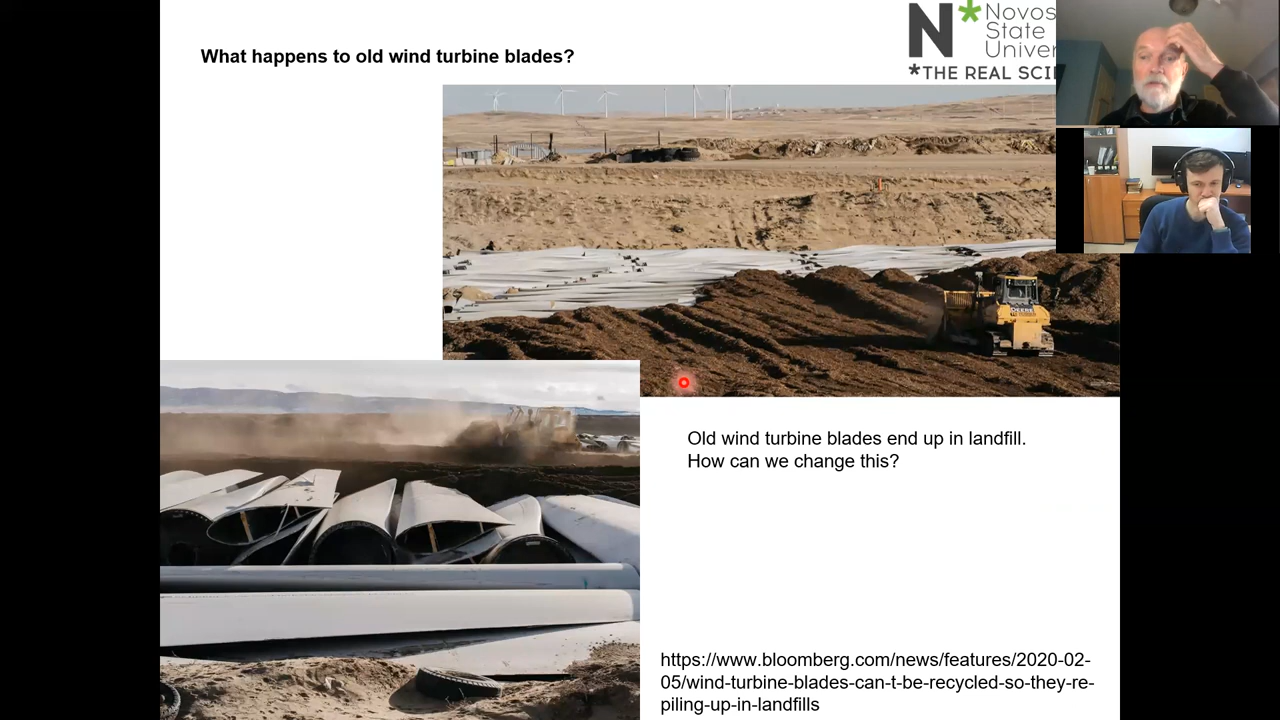 What happens to old wind turbine blades?
N*
Novos
State
Univer
*THE REAL SCI
DEERE
Old wind turbine blades end up in landfill.
How can we change this?
https://www.bloomberg.com/news/features/2020-02-
05/wind-turbine-blades-can-t-be-recycled-so-they-re-
piling-up-in-landfills